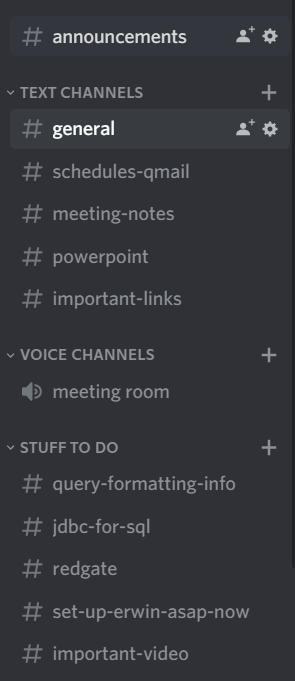 # announcements
TEXT CHANNELS
# general
# schedules-qmail
# meeting-notes
# powerpoint
# important-links
VOICE CHANNELS
meeting room
STUFF TO DO
# query-formatting-info
# jdbc-for-sql
# redgate
# set-up-erwin-asap-now
# important-video